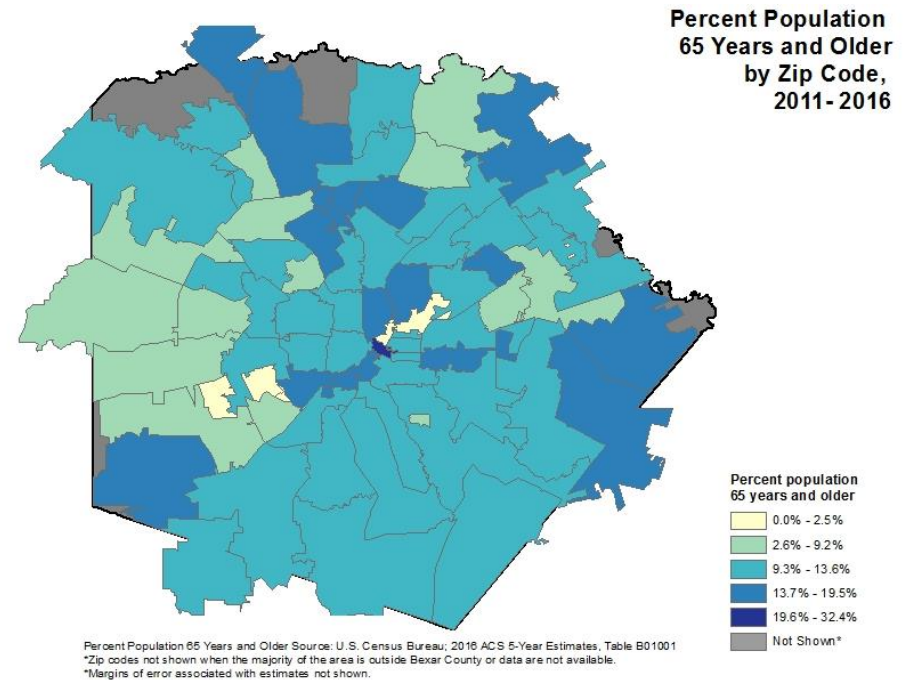 Percent Population
65 Years and Older
by Zip Code,
2011- 2016
Percent population
65 years and older
0.0% - 2.5%
2.6% - 9.2%
9.3% - 13.6%
13.7% - 19.5%
19.6% - 32.4%
Not Shown*
Percent Population 65 Years and Older Source: U.S. Census Bureau; 2016 ACS 5-Year Estimates, Table B01001
*Zip codes not shown when the majority of the area is outside Bexar County or data are not available.
*Margins of error associated with estimates not shown.